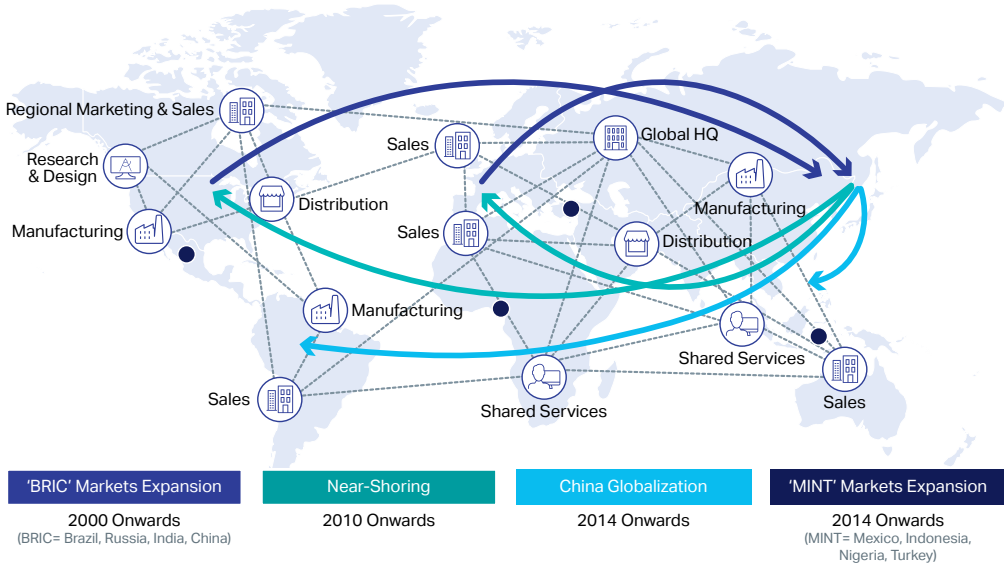 Regional Marketing & Sales
Research
& Design
Manufacturing
Distribution
Manufacturing
Sales
Sales
Sales
Global HQ
Manufacturing
Distribution
Shared Services
Shared Services
Sales
'BRIC' Markets Expansion
2000 Onwards
(BRIC= Brazil, Russia, India, China)
Near-Shoring
2010 Onwards
China Globalization
2014 Onwards
'MINT' Markets Expansion
2014 Onwards
(MINT= Mexico, Indonesia,
Nigeria, Turkey)